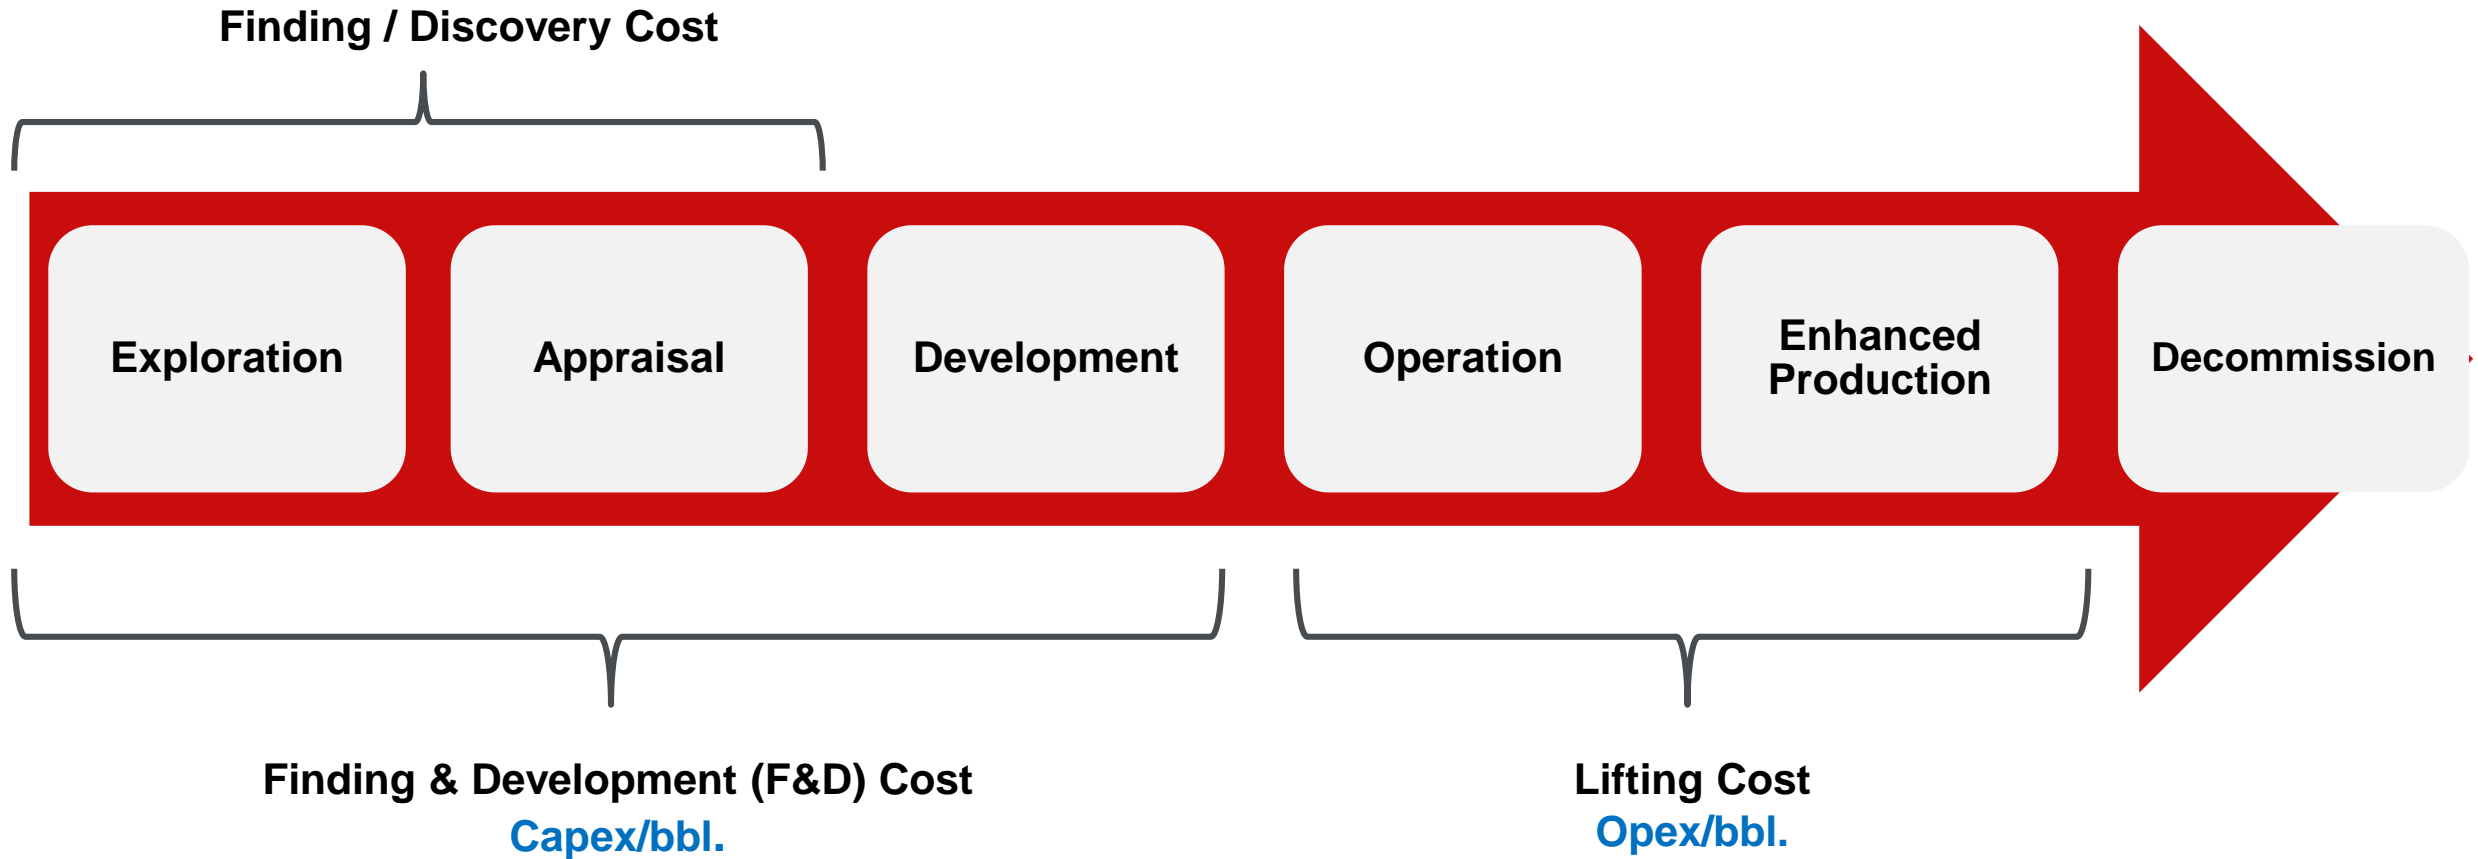 Finding / Discovery Cost
Exploration
Appraisal
Development
Operation
Enhanced
Production
Decommission
Finding & Development (F&D) Cost
Capex/bbl.
Lifting Cost
Opex/bbl.